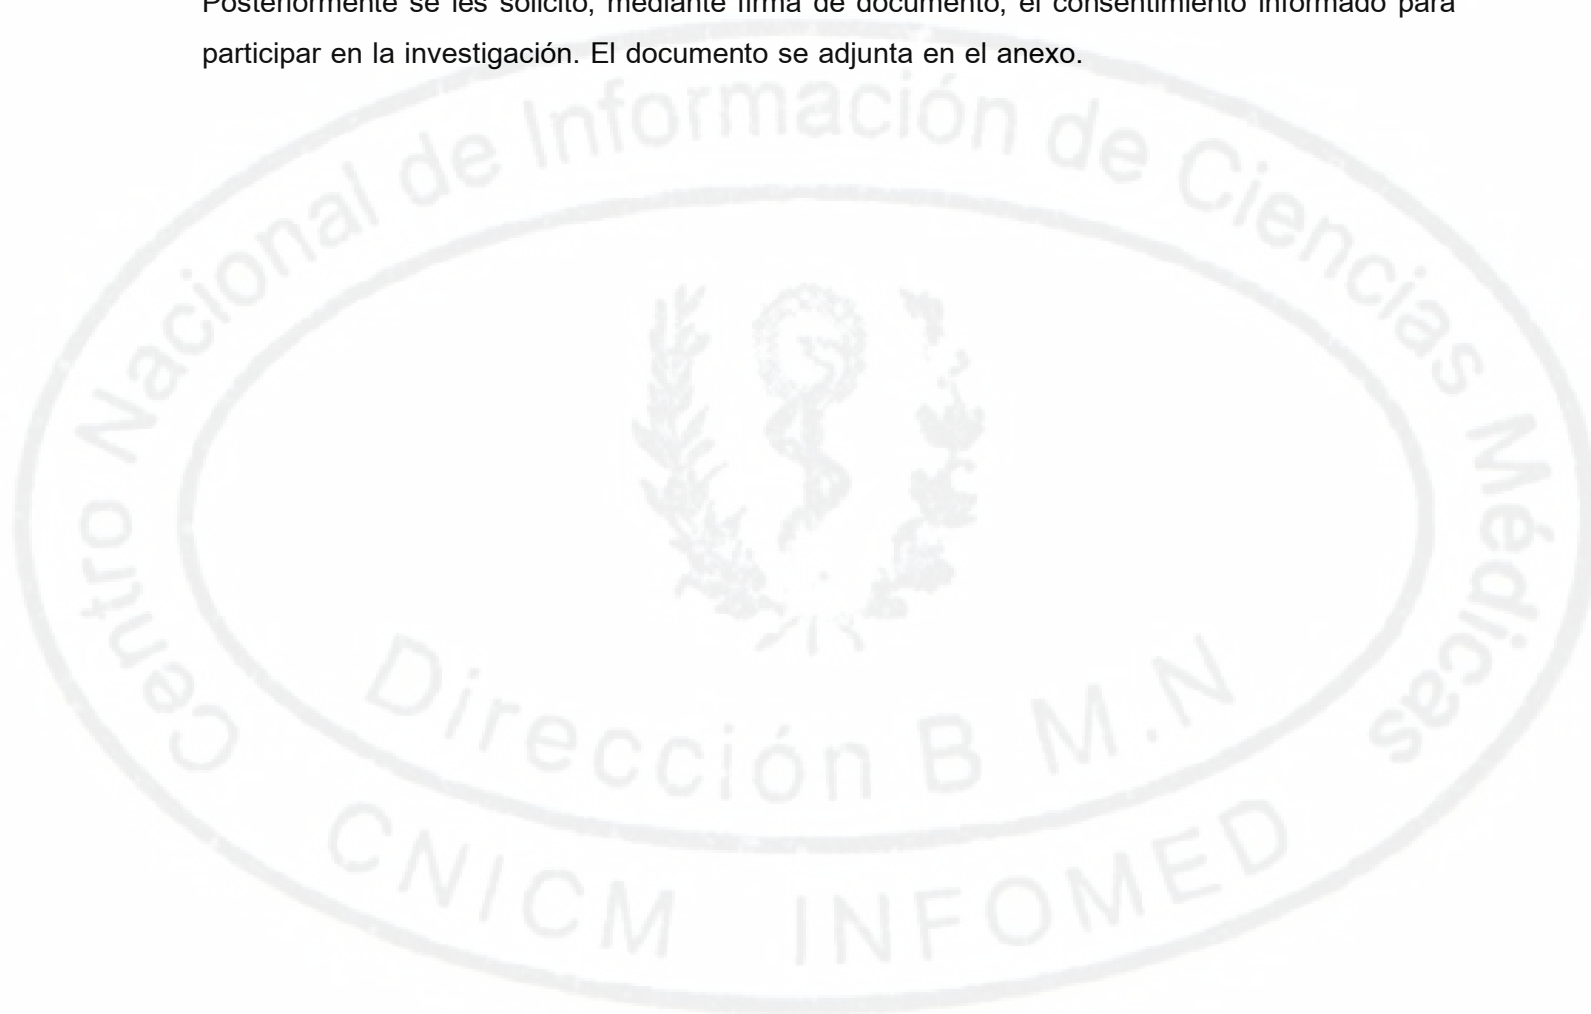 Posteriormente se les solicitó, mediante firma de documento, el consentimiento informado para
participar en la investigación. El documento se adjunta en el anexo.
Centro Nacional de Información de Ciencias Médicas
Dirección B M.N
CNICM INFOMED